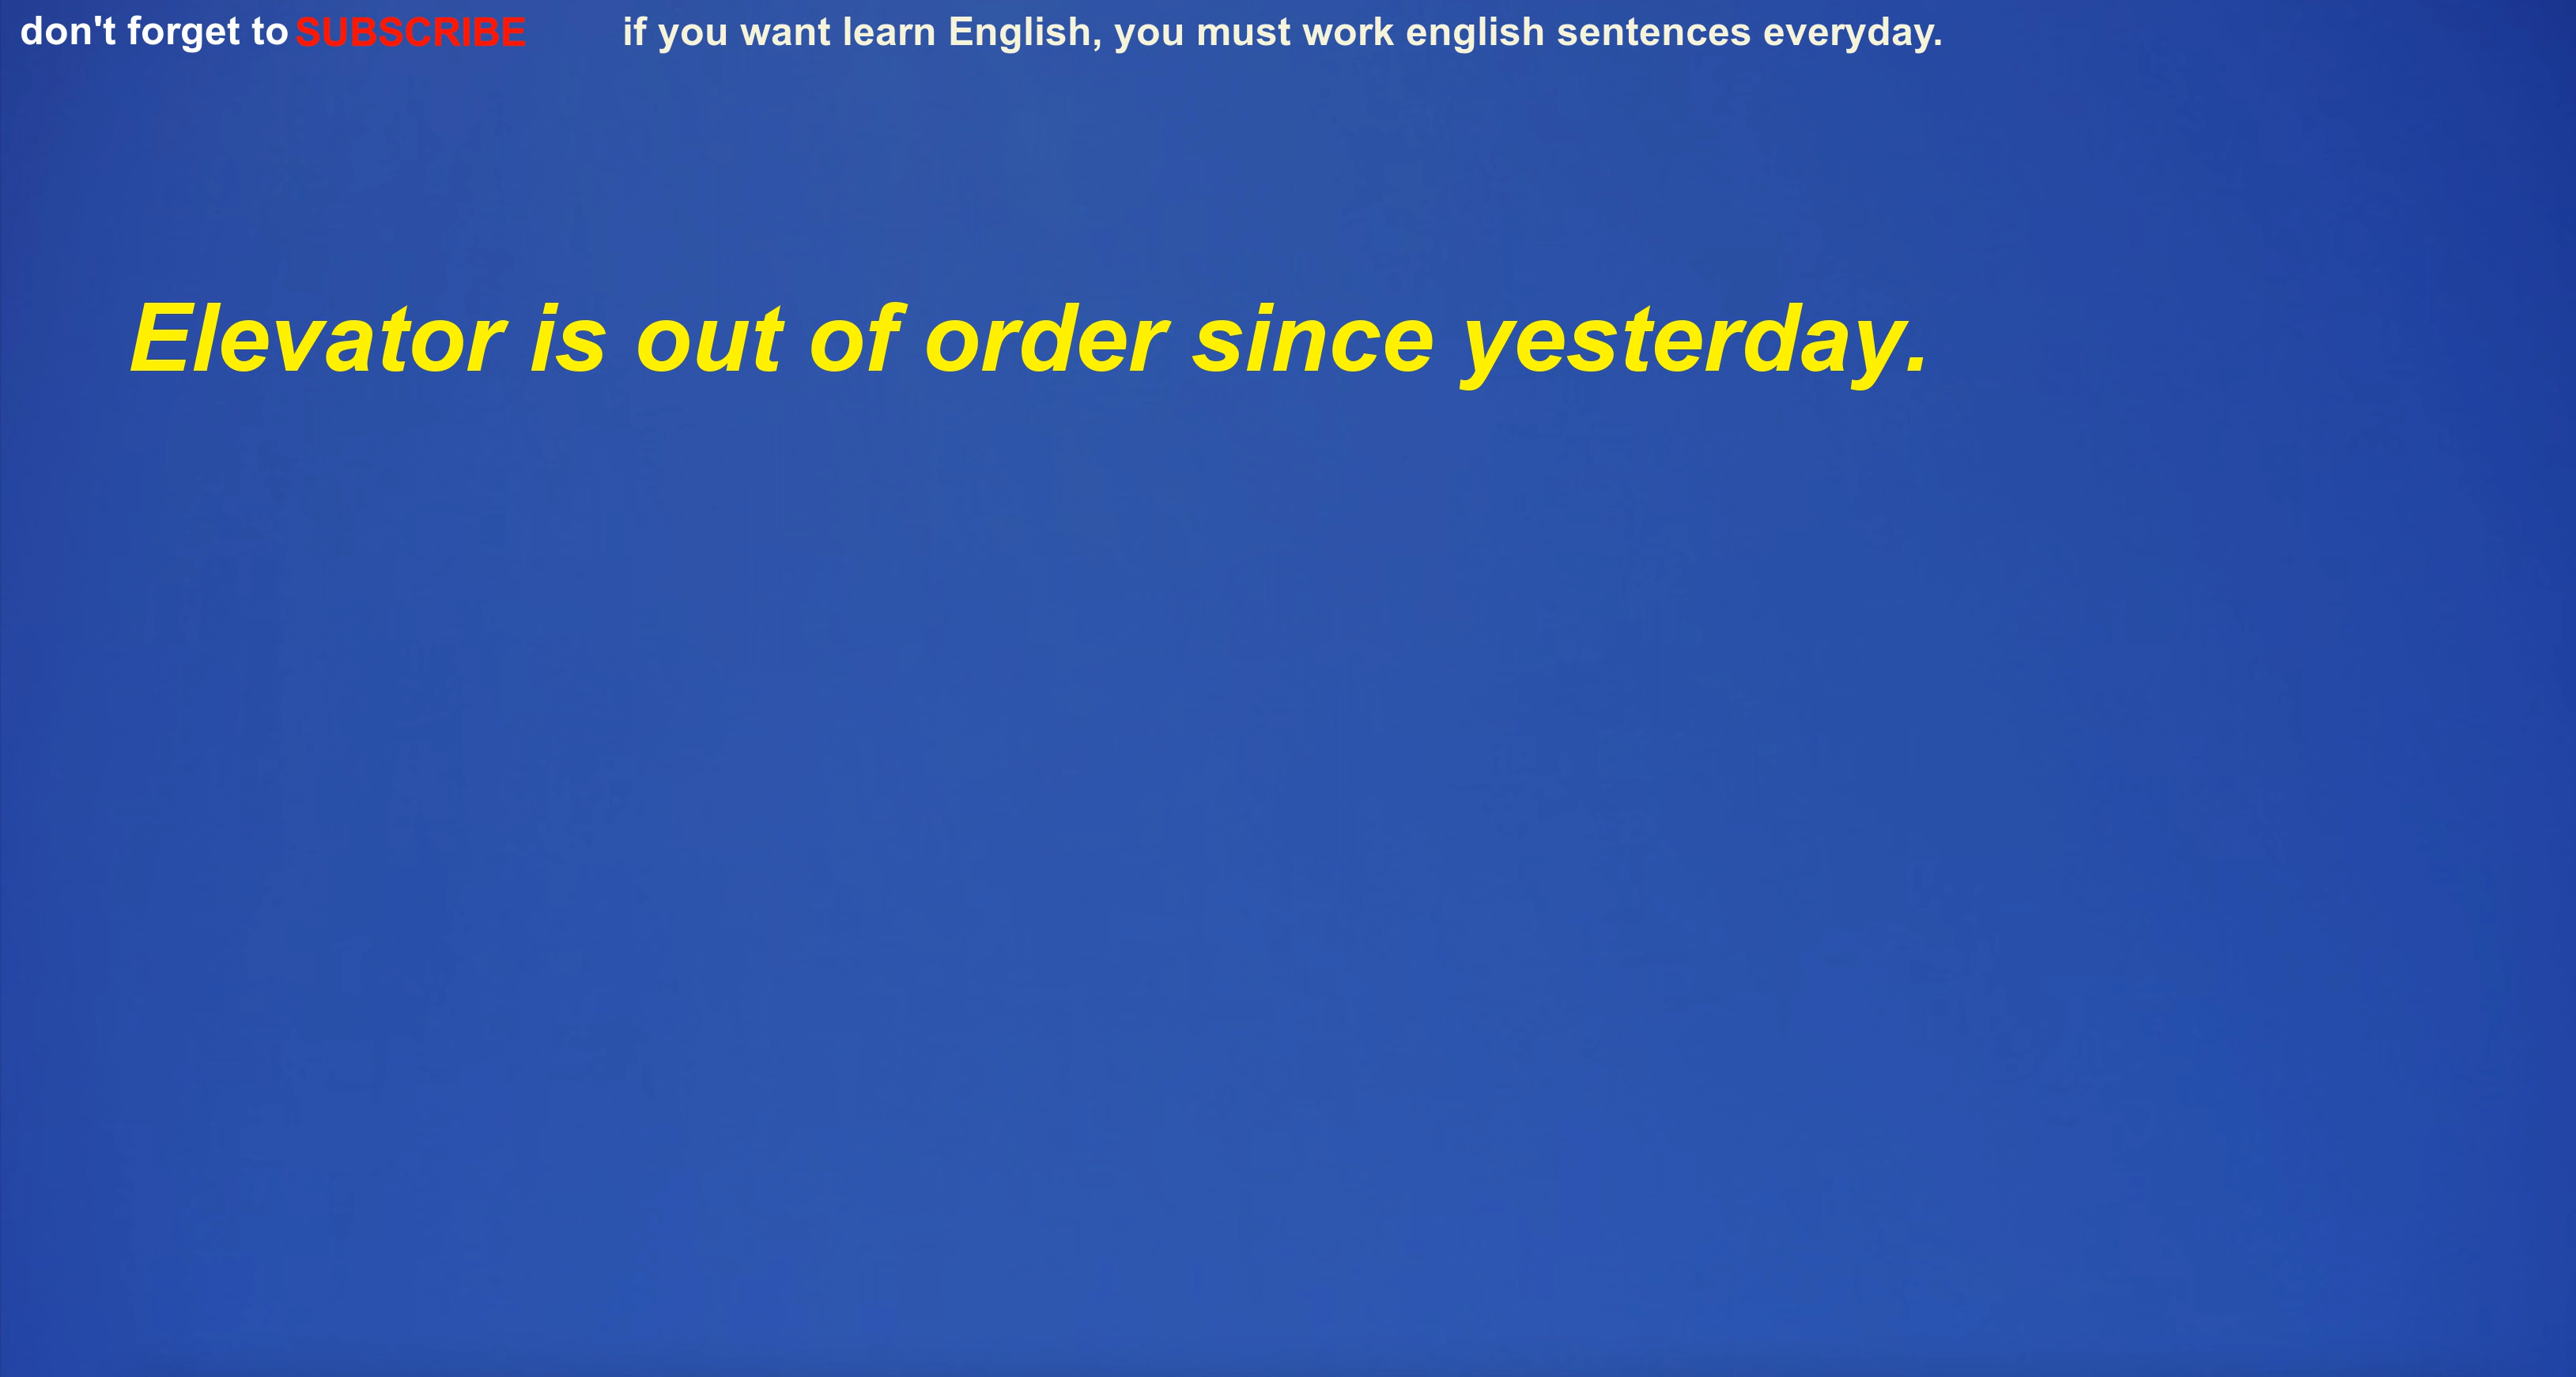 don't forget to SUBSCRIBE if you want learn English, you must work english sentences everyday.
Elevator is out of order since yesterday.